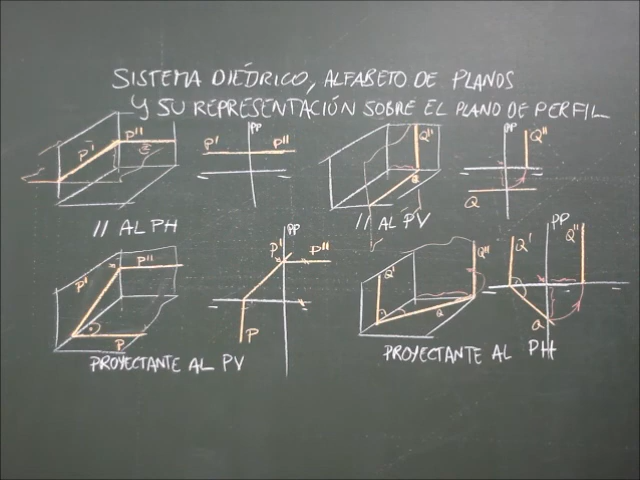 SISTEMA DIÉDRICO, ALFABETO DE PLANOS
Y SU REPRESENTACIÓN SOBRE EL PLANO DE PERFIL
P' P''
P' PP P''
Q'' Q
PP Q''
Q
// AL PH
// AL PV
P' P'' P
P' PP P''
P
Q' Q'' Q
Q' PP Q''
Q
PROYECTANTE AL PV
PROYECTANTE AL PH